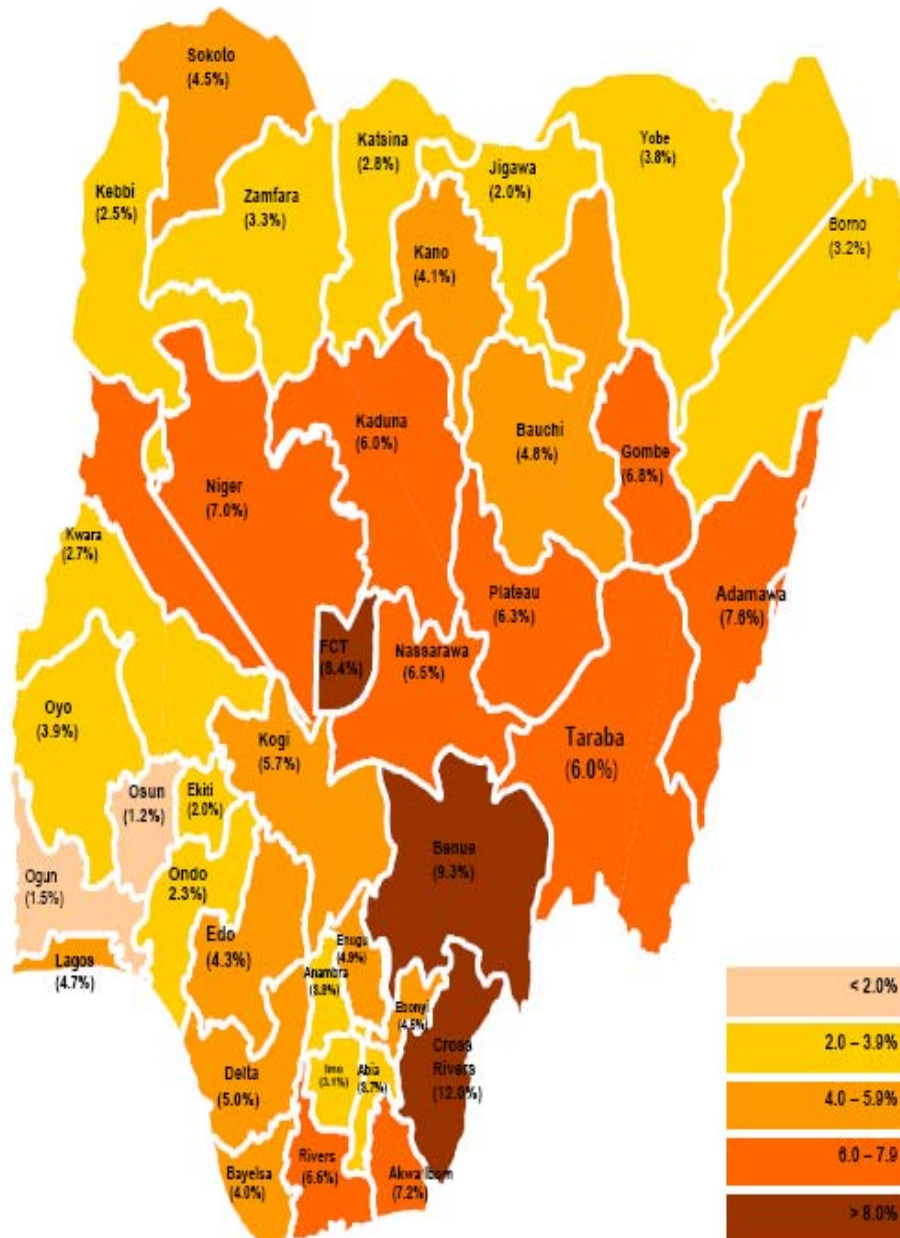 Sokoto
(4.5%)
Kebbi
(2.5%)
Zamfara
(3.3%)
Katsina
(2.8%)
Jigawa
(2.0%)
Yobe
(3.8%)
Borno
(3.2%)
Kano
(4.1%)
Kaduna
(6.0%)
Bauchi
(4.8%)
Gombe
(6.8%)
Niger
(7.0%)
Kwara
(2.7%)
Plateau
(6.3%)
Adamawa
FCT
Nassarawa
(6.5%)
Taraba
(6.0%)
Oyo
(3.9%)
Kogi
(5.7%)
Osun
(1.2%)
Ekiti
(2.0%)
Benue
(9.3%)
Ogun
(1.5%)
Ondo
2.3%)
Edo
(4.3%)
Enugu
(4.9%)
Lagos
(4.7%)
Anambra
Ebonyi
Cross
Rivers
(12.0%)
Delta
(5.0%)
Imo
(3.1%)
Abia
Bayelsa
(4.0%)
Rivers
(6.6%)
Akwa Ibom
(7.2%)
< 2.0%
2.0 – 3.9%
4.0 – 5.9%
6.0 – 7.9
> 8.0%